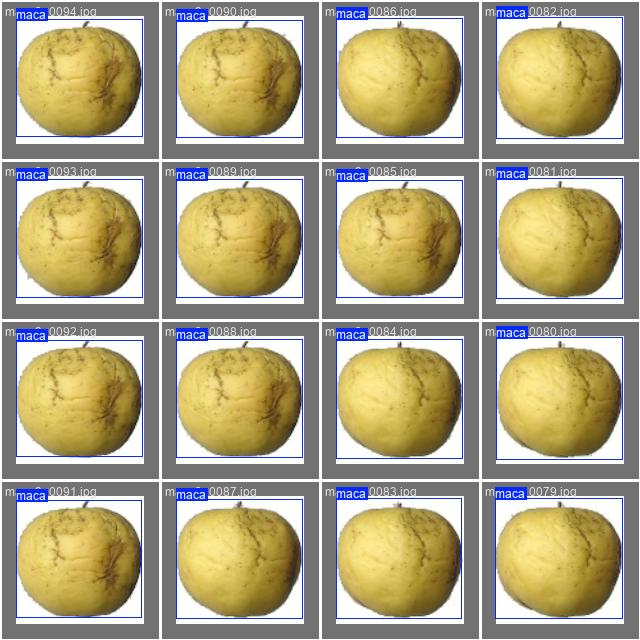 maca 0094.jpg
maca 0090.jpg
maca 0086.jpg
maca 0082.jpg
maca 0093.jpg
maca 0089.jpg
maca 0085.jpg
maca 0081.jpg
maca 0092.jpg
maca 0088.jpg
maca 0084.jpg
maca 0080.jpg
maca 0091.jpg
maca 0087.jpg
maca 0083.jpg
maca 0079.jpg